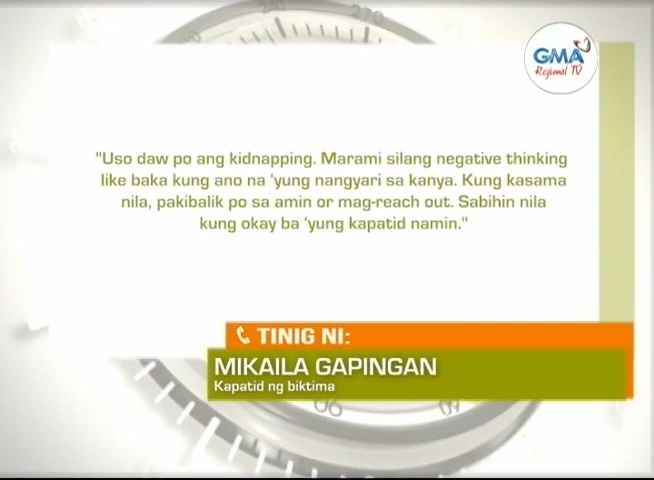 270
240
GMA
Regional TV
"Uso daw po ang kidnapping. Marami silang negative thinking
like baka kung ano na ‘yung nangyari sa kanya. Kung kasama
nila, pakibalik po sa amin or mag-reach out. Sabihin nila
kung okay ba ‘yung kapatid namin."
TINIG NI:
MIKAILA GAPINGAN
Kapatid ng biktima